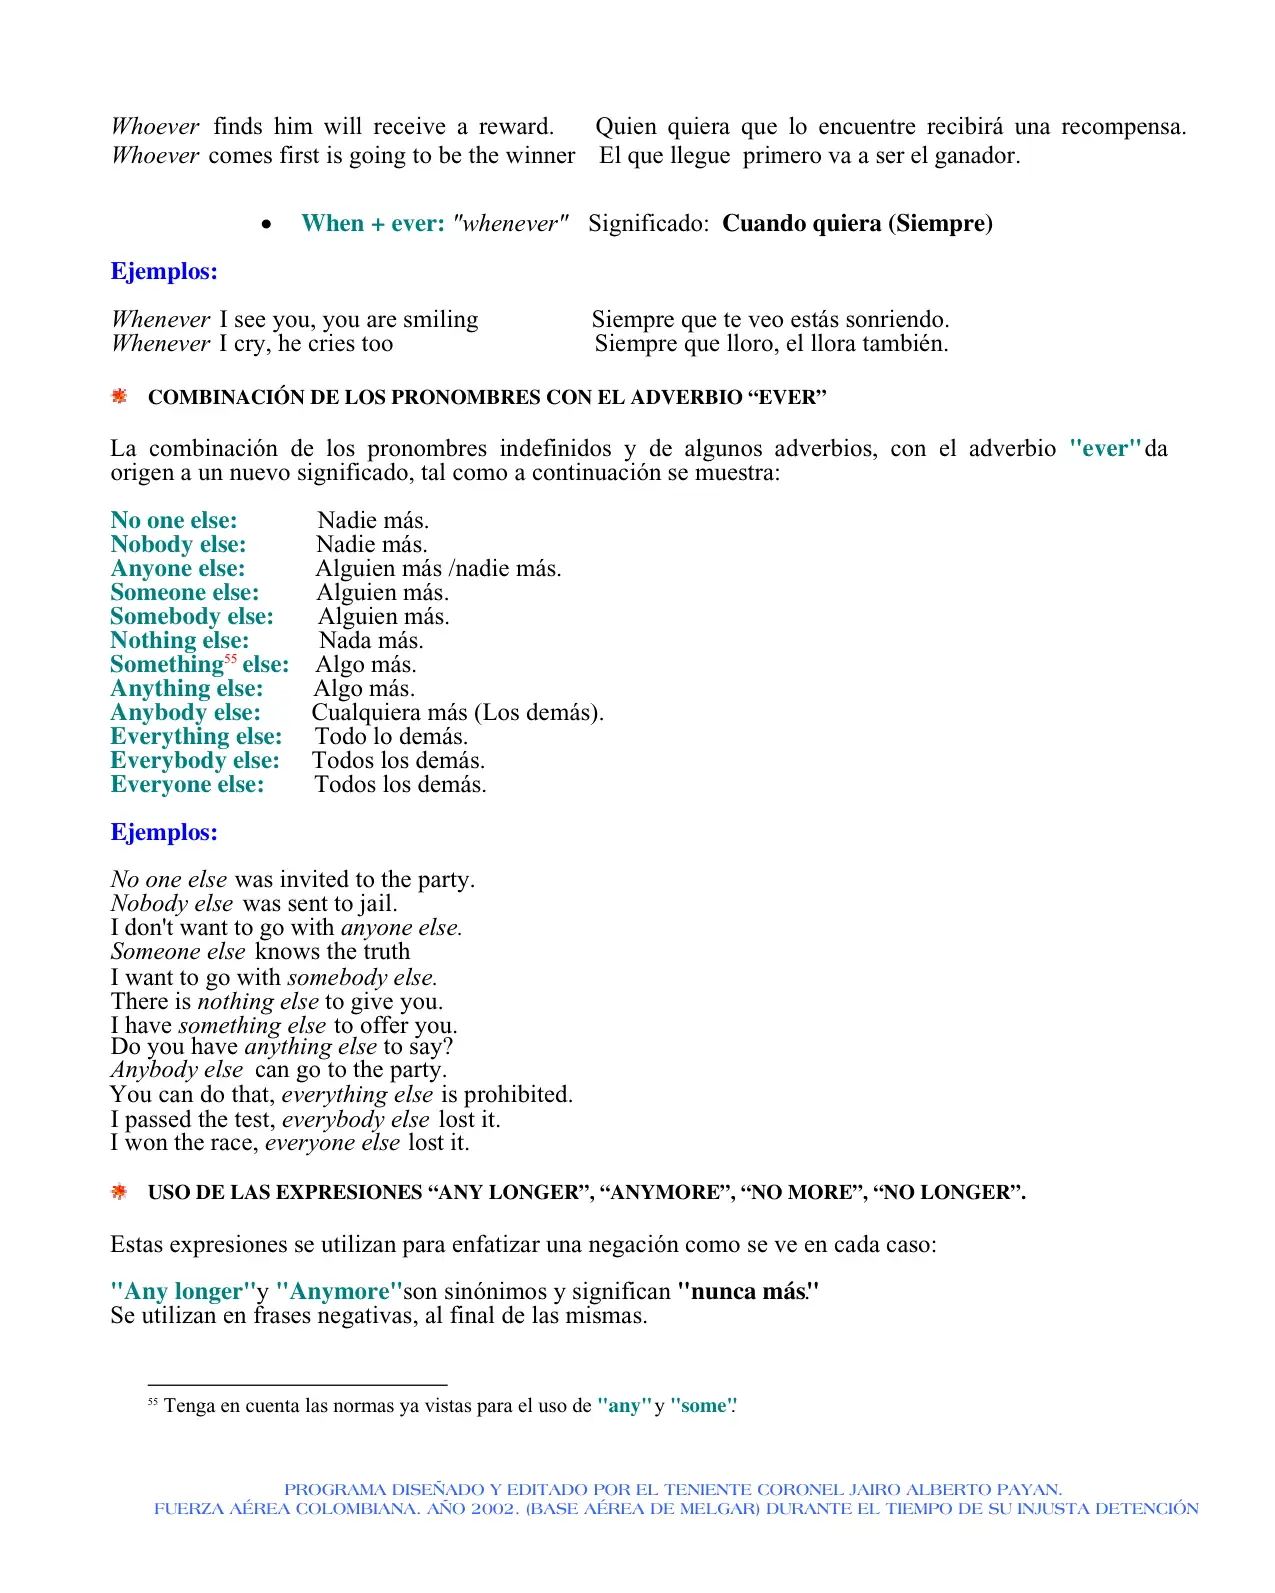 Whoever finds him will receive a reward. Quien quiera que lo encuentre recibirá una recompensa.
Whoever comes first is going to be the winner El que llegue primero va a ser el ganador.
• When + ever: "whenever" Significado: Cuando quiera (Siempre)
Ejemplos:
Whenever I see you, you are smiling Siempre que te veo estás sonriendo.
Whenever I cry, he cries too Siempre que lloro, el llora también.
COMBINACIÓN DE LOS PRONOMBRES CON EL ADVERBIO “EVER”
La combinación de los pronombres indefinidos y de algunos adverbios, con el adverbio "ever" da
origen a un nuevo significado, tal como a continuación se muestra:
No one else: Nadie más.
Nobody else: Nadie más.
Anyone else: Alguien más /nadie más.
Someone else: Alguien más.
Somebody else: Alguien más.
Nothing else: Nada más.
Something55 else: Algo más.
Anything else: Algo más.
Anybody else: Cualquiera más (Los demás).
Everything else: Todo lo demás.
Everybody else: Todos los demás.
Everyone else: Todos los demás.
Ejemplos:
No one else was invited to the party.
Nobody else was sent to jail.
I don't want to go with anyone else.
Someone else knows the truth
I want to go with somebody else.
There is nothing else to give you.
I have something else to offer you.
Do you have anything else to say?
Anybody else can go to the party.
You can do that, everything else is prohibited.
I passed the test, everybody else lost it.
I won the race, everyone else lost it.
USO DE LAS EXPRESIONES “ANY LONGER”, “ANYMORE”, “NO MORE”, “NO LONGER”.
Estas expresiones se utilizan para enfatizar una negación como se ve en cada caso:
"Any longer"y "Anymore"son sinónimos y significan "nunca más."
Se utilizan en frases negativas, al final de las mismas.
55 Tenga en cuenta las normas ya vistas para el uso de "any" y "some".
PROGRAMA DISEÑADO Y EDITADO POR EL TENIENTE CORONEL JAIRO ALBERTO PAYAN.
FUERZA AÉREA COLOMBIANA. AÑO 2002. (BASE AÉREA DE MELGAR) DURANTE EL TIEMPO DE SU INJUSTA DETENCIÓN